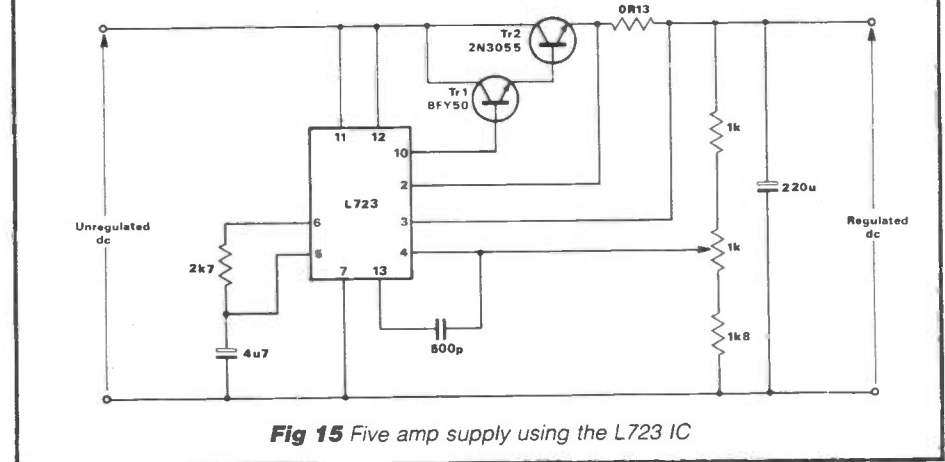 0R13
Tr2
2N3055
Tr1
BFY50
11 12
10
1k
2
220u
L723
Unregulated
dc
6
3
Regulated
dc
5
4
1k
2k7
7 13
600p
1k8
4u7
Fig 15 Five amp supply using the L723 IC